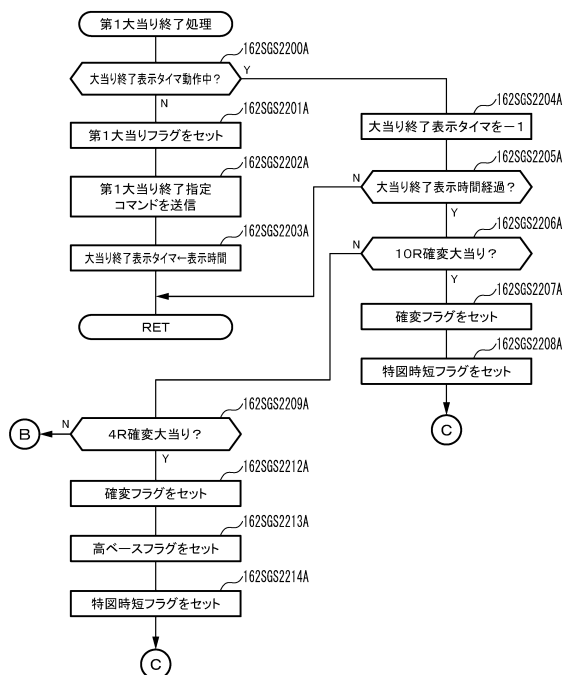 第１大当り終了処理
162SGS2200A
大当り終了表示タイマ動作中？
Y
N
162SGS2201A
第１大当りフラグをセット
162SGS2202A
第１大当り終了指定
コマンドを送信
162SGS2203A
大当り終了表示タイマ←表示時間
RET
162SGS2204A
大当り終了表示タイマを－１
162SGS2205A
大当り終了表示時間経過？
N
Y
162SGS2206A
１０Ｒ確変大当り？
N
Y
162SGS2207A
確変フラグをセット
162SGS2208A
特図時短フラグをセット
C
162SGS2209A
４Ｒ確変大当り？
N
B
Y
162SGS2212A
確変フラグをセット
162SGS2213A
高ベースフラグをセット
162SGS2214A
特図時短フラグをセット
C